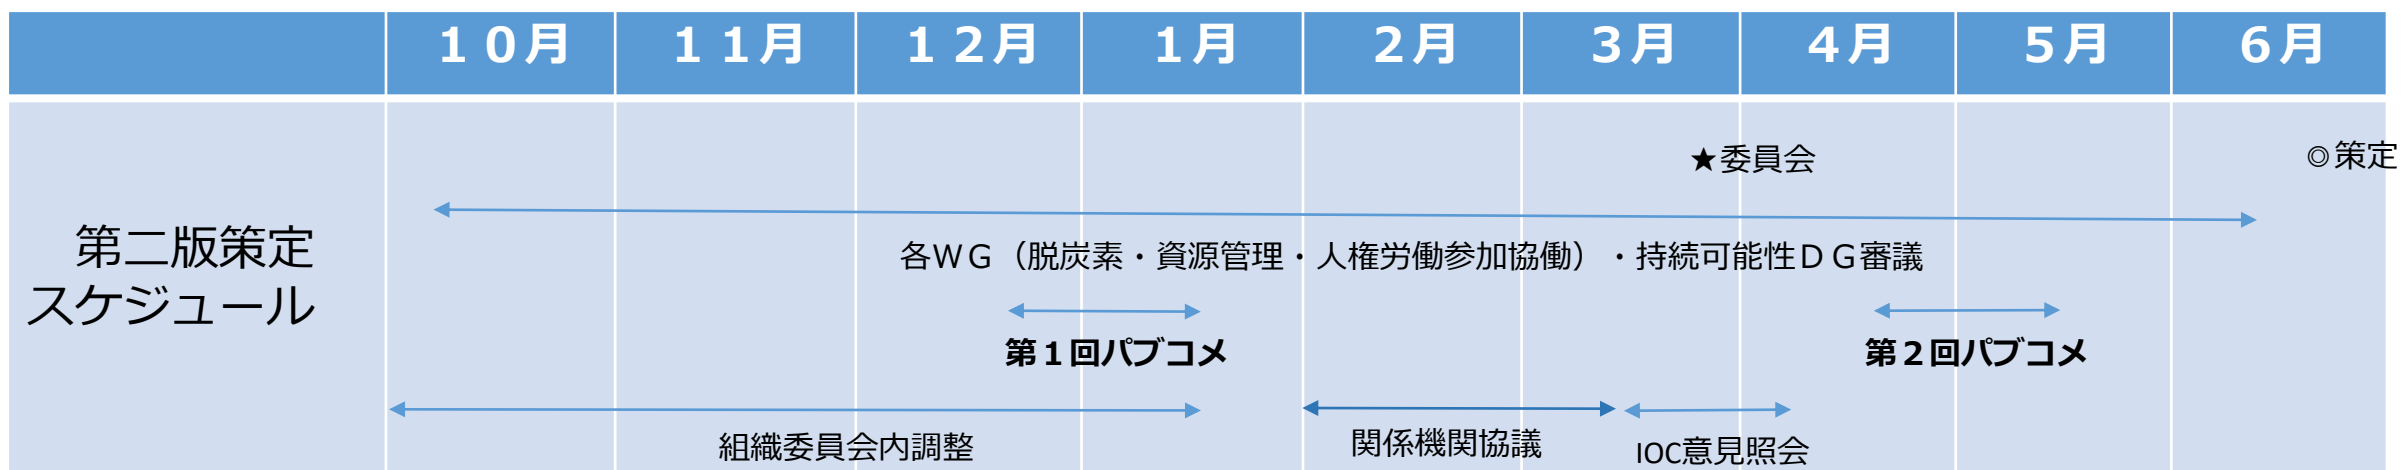 １０月 １１月 １２月 １月 ２月 ３月 ４月 ５月 ６月
★委員会
◎策定
第二版策定
スケジュール
各ＷＧ（脱炭素・資源管理・人権労働参加協働）・持続可能性ＤＧ審議
第１回パブコメ
第２回パブコメ
組織委員会内調整
関係機関協議
IOC意見照会